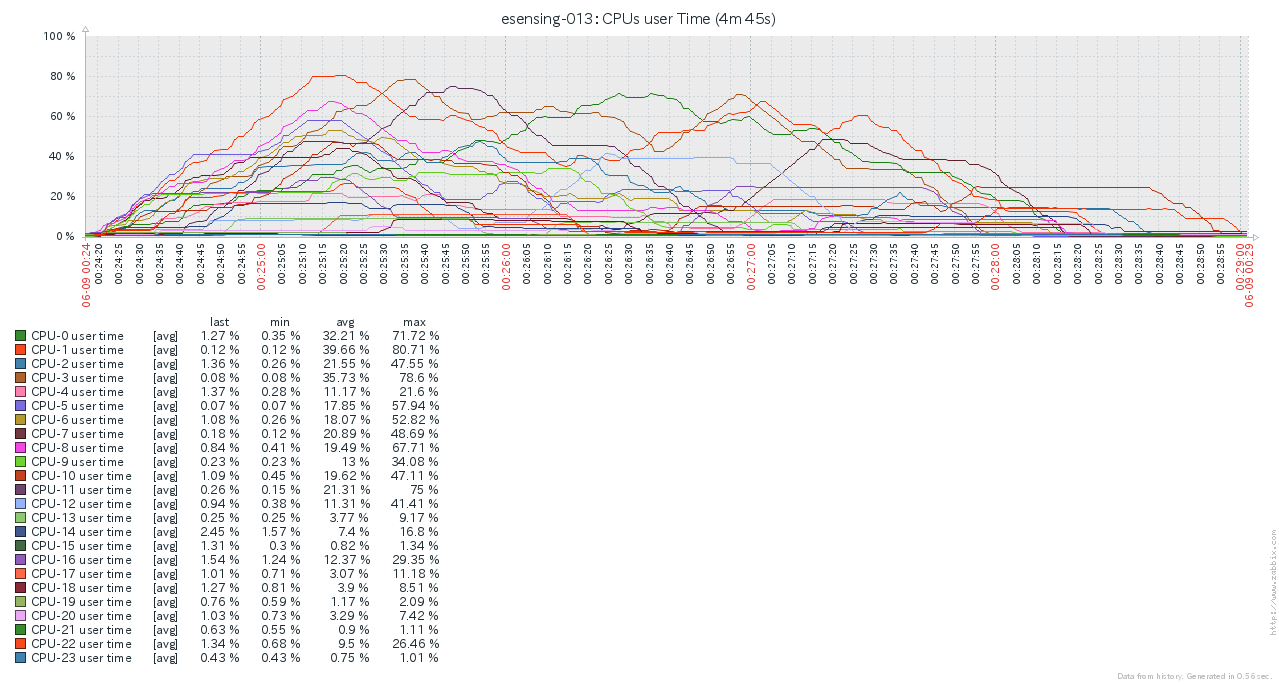 esensing-013: CPUs user Time (4m 45s)
100 %
80 %
60 %
40 %
20 %
0 %
06-09 00:24
00:24:20
00:24:25
00:24:30
00:24:35
00:24:40
00:24:45
00:24:50
00:24:55
00:25:00
00:25:05
00:25:10
00:25:15
00:25:20
00:25:25
00:25:30
00:25:35
00:25:40
00:25:45
00:25:50
00:25:55
00:26:00
00:26:05
00:26:10
00:26:15
00:26:20
00:26:25
00:26:30
00:26:35
00:26:40
00:26:45
00:26:50
00:26:55
00:27:00
00:27:05
00:27:10
00:27:15
00:27:20
00:27:25
00:27:30
00:27:35
00:27:40
00:27:45
00:27:50
00:27:55
00:28:00
00:28:05
00:28:10
00:28:15
00:28:20
00:28:25
00:28:30
00:28:35
00:28:40
00:28:45
00:28:50
00:28:55
00:29:00
06-09 00:29
last min avg max
CPU-0 user time [avg] 1.27 % 0.35 % 32.21 % 71.72 %
CPU-1 user time [avg] 0.12 % 0.12 % 39.66 % 80.71 %
CPU-2 user time [avg] 1.36 % 0.26 % 21.55 % 47.55 %
CPU-3 user time [avg] 0.08 % 0.08 % 35.73 % 78.6 %
CPU-4 user time [avg] 1.37 % 0.28 % 11.17 % 21.6 %
CPU-5 user time [avg] 0.07 % 0.07 % 17.85 % 57.94 %
CPU-6 user time [avg] 1.08 % 0.26 % 18.07 % 52.82 %
CPU-7 user time [avg] 0.18 % 0.12 % 20.89 % 48.69 %
CPU-8 user time [avg] 0.84 % 0.41 % 19.49 % 67.71 %
CPU-9 user time [avg] 0.23 % 0.23 % 13 % 34.08 %
CPU-10 user time [avg] 1.09 % 0.45 % 19.62 % 47.11 %
CPU-11 user time [avg] 0.26 % 0.15 % 21.31 % 75 %
CPU-12 user time [avg] 0.94 % 0.38 % 11.31 % 41.41 %
CPU-13 user time [avg] 0.25 % 0.25 % 3.77 % 9.17 %
CPU-14 user time [avg] 2.45 % 1.57 % 7.4 % 16.8 %
CPU-15 user time [avg] 1.31 % 0.3 % 0.82 % 1.34 %
CPU-16 user time [avg] 1.54 % 1.24 % 12.37 % 29.35 %
CPU-17 user time [avg] 1.01 % 0.71 % 3.07 % 11.18 %
CPU-18 user time [avg] 1.27 % 0.81 % 3.9 % 8.51 %
CPU-19 user time [avg] 0.76 % 0.59 % 1.17 % 2.09 %
CPU-20 user time [avg] 1.03 % 0.73 % 3.29 % 7.42 %
CPU-21 user time [avg] 0.63 % 0.55 % 0.9 % 1.11 %
CPU-22 user time [avg] 1.34 % 0.68 % 9.5 % 26.46 %
CPU-23 user time [avg] 0.43 % 0.43 % 0.75 % 1.01 %
http://www.zabbix.com
Data from history. Generated in 0.56 sec.